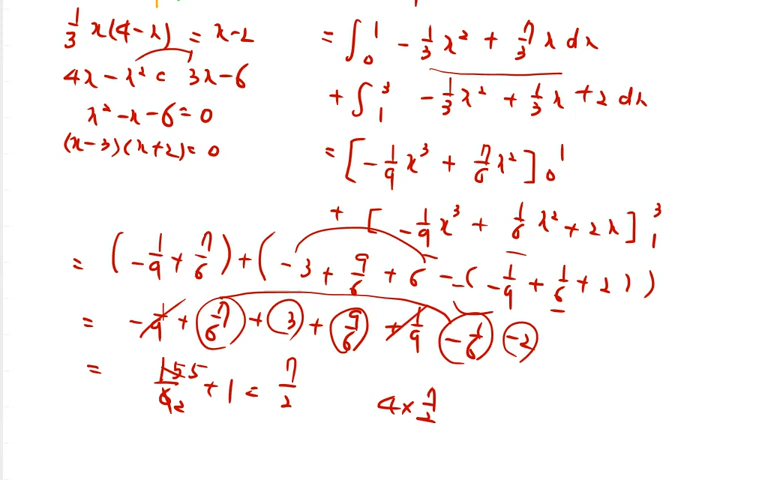 1/3 x(4-x) = x-2
4x - x² = 3x-6
x² - x - 6 = 0
(x-3)(x+2) = 0
= ∫₀¹ -1/3 x² + 7/3 x dx
+ ∫₁³ -1/3 x² + 1/3 x + 2 dx
= [-1/9 x³ + 7/6 x²]₀¹
+ [-1/9 x³ + 1/6 x² + 2x]₁³
= (-1/9 + 7/6) + (-3 + 9/6 + 6 - (-1/9 + 1/6 + 2))
= -1/9 + 7/6 + 3 + 9/6 + 1/9 - 1/6 - 2
= 155/62 + 1 = 7/2
4 × 7/2